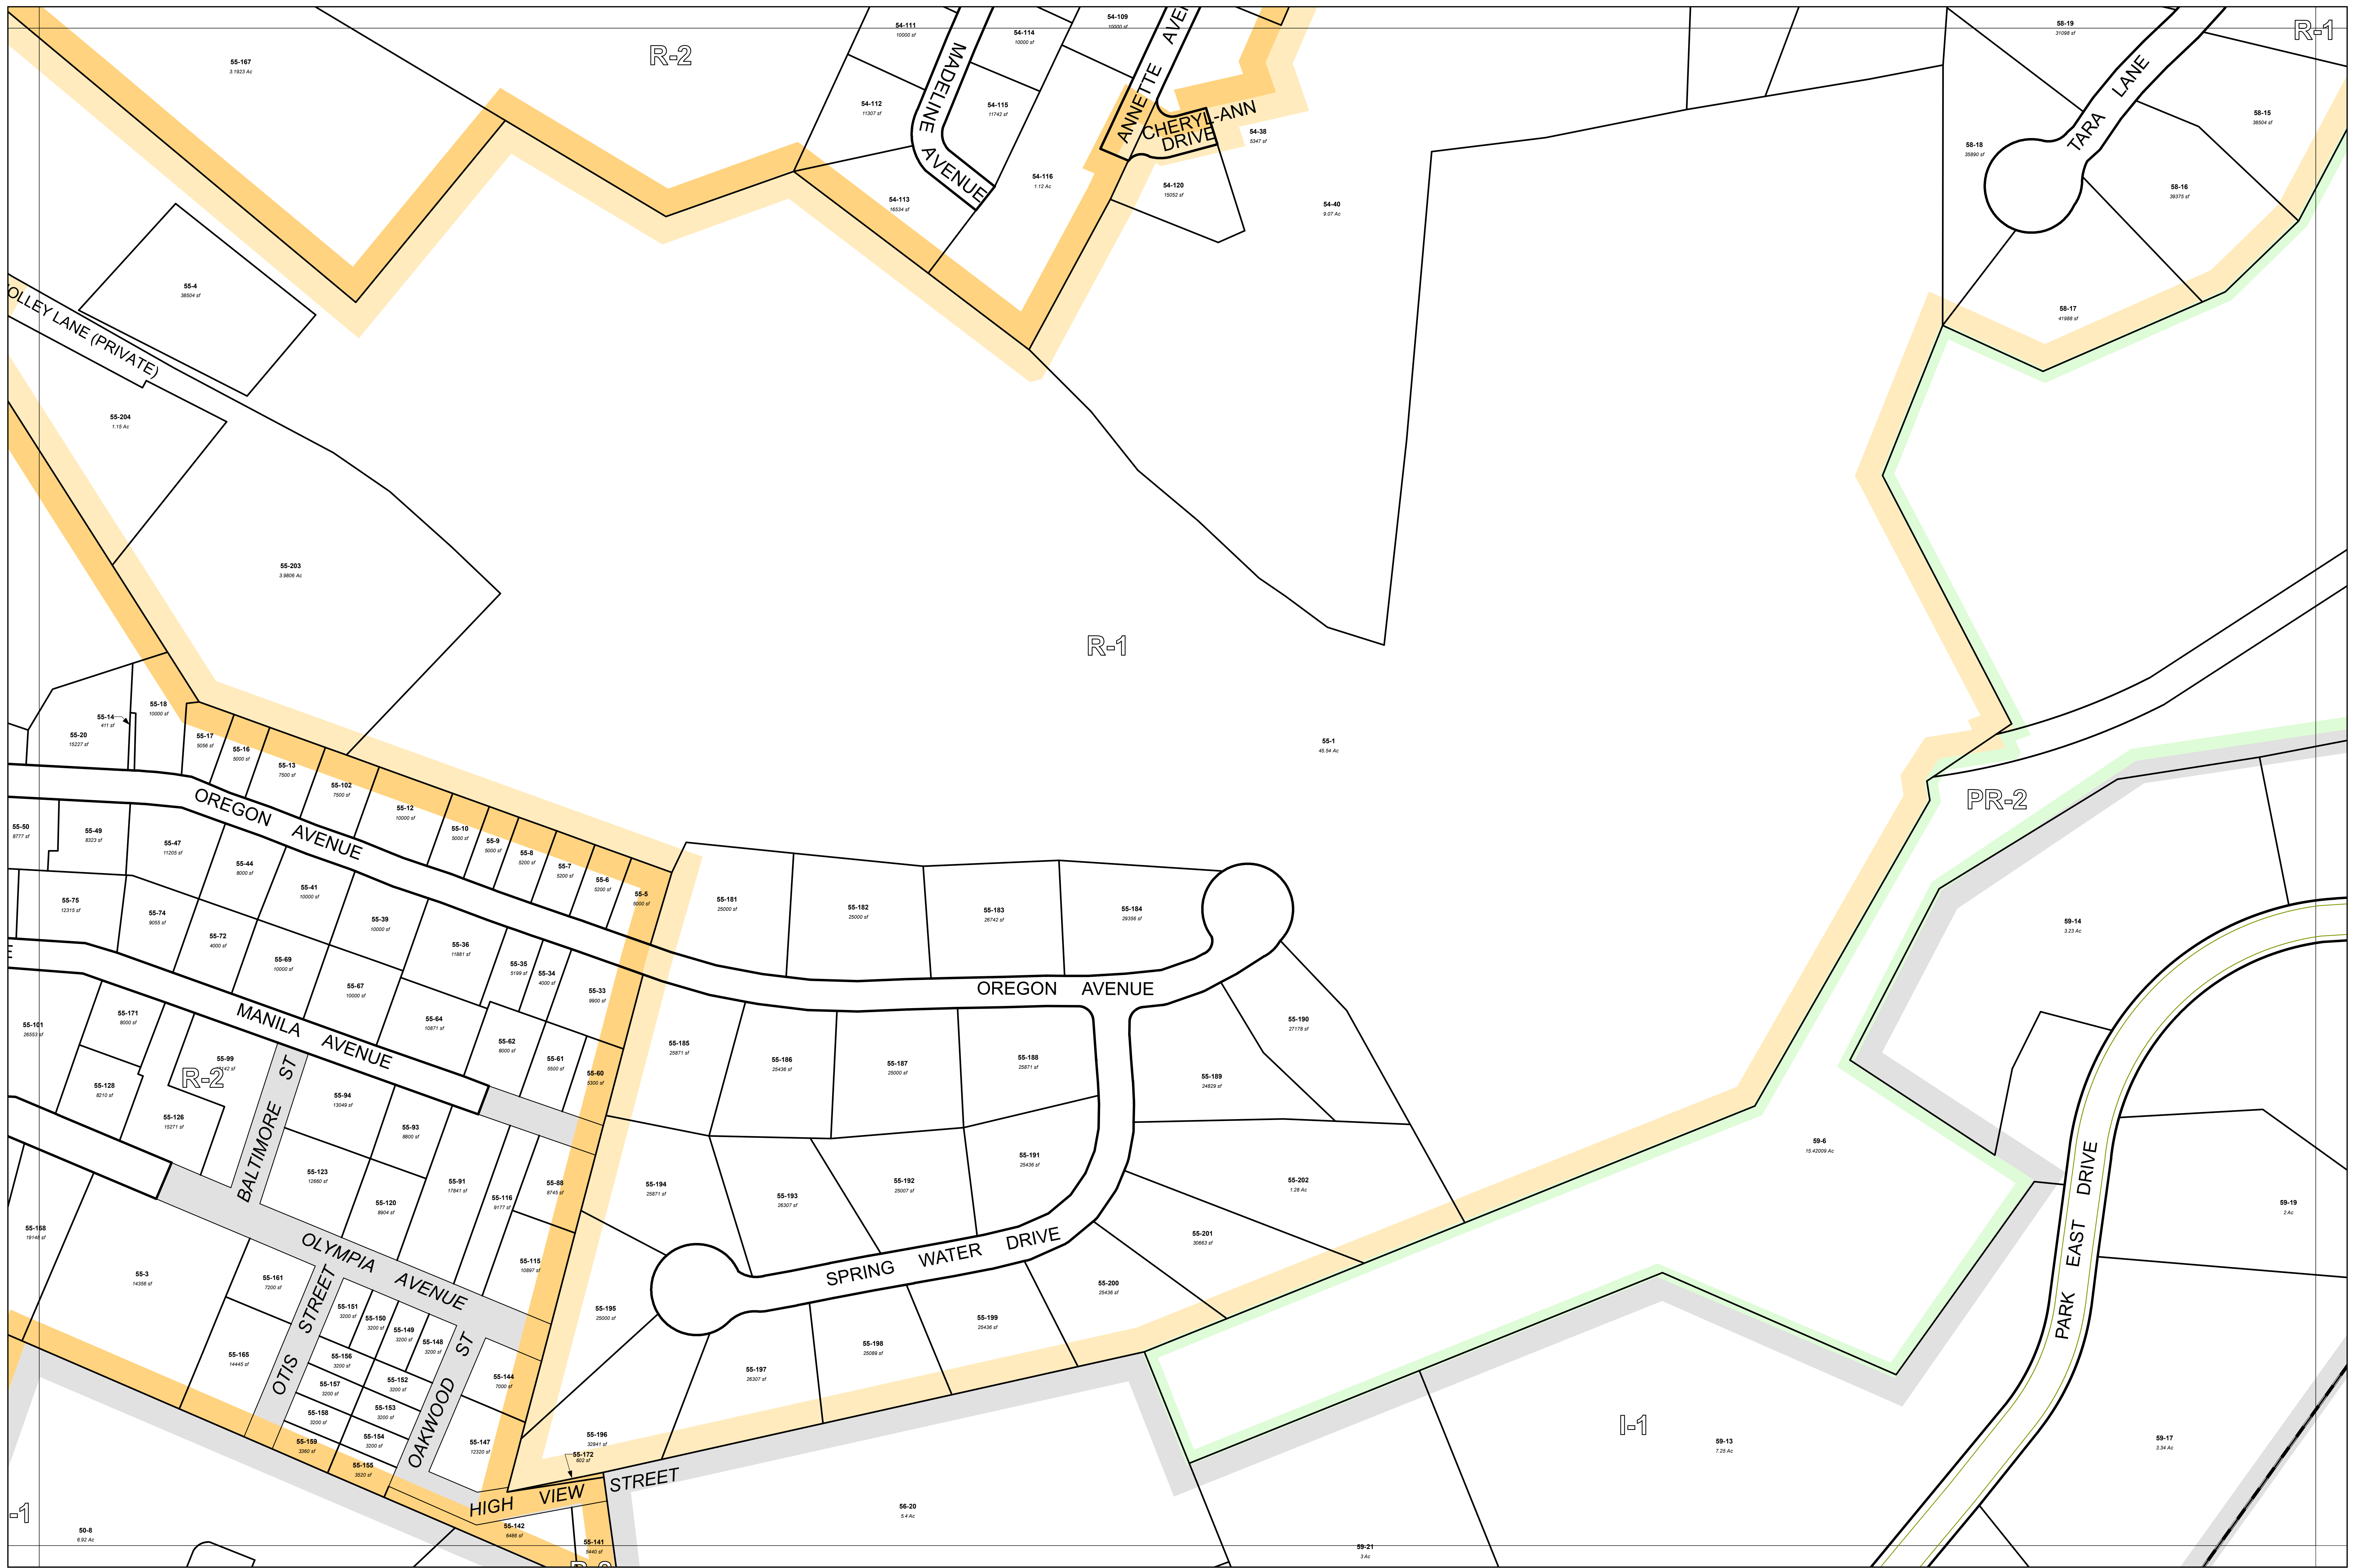 R-2
R-1
55-167
3.1923 Ac
54-111
10000 sf
54-114
10000 sf
54-109
10000 sf
58-19
31098 sf
MADELINE
AVENUE
ANNETTE
54-112
11307 sf
54-115
11742 sf
CHERYL-ANN
DRIVE
54-38
5347 sf
TARA LANE
58-15
38504 sf
58-18
35890 sf
58-16
39375 sf
54-113
16534 sf
54-116
1.12 Ac
54-120
15052 sf
54-40
9.07 Ac
55-4
38504 sf
OLLEY LANE (PRIVATE)
58-17
41988 sf
55-204
1.15 Ac
55-203
3.9806 Ac
R-1
55-18
10000 sf
55-14
411 sf
55-20
15227 sf
55-17
5056 sf
55-16
5000 sf
55-13
7500 sf
55-102
7500 sf
55-12
10000 sf
55-10
5000 sf
55-9
5000 sf
55-8
5200 sf
55-7
5200 sf
55-6
5200 sf
55-5
5000 sf
55-1
45.54 Ac
PR-2
OREGON AVENUE
55-50
8777 sf
55-49
8323 sf
55-47
11205 sf
55-44
8000 sf
55-41
10000 sf
55-39
10000 sf
55-36
11881 sf
55-35
5199 sf
55-34
4000 sf
55-33
9900 sf
55-75
12315 sf
55-74
9055 sf
55-72
4000 sf
55-69
10000 sf
55-67
10000 sf
55-64
10871 sf
55-62
8000 sf
55-61
5500 sf
55-60
5300 sf
55-181
25000 sf
55-182
25000 sf
55-183
26742 sf
55-184
29356 sf
59-14
3.23 Ac
E
MANILA AVENUE
OREGON AVENUE
55-101
26553 sf
55-171
8000 sf
55-99
R-2
55-128
8210 sf
55-126
15271 sf
BALTIMORE ST
55-94
13049 sf
55-93
8800 sf
55-123
12660 sf
55-120
8904 sf
55-91
17841 sf
55-116
9177 sf
55-88
8745 sf
55-115
10897 sf
55-185
25871 sf
55-186
25436 sf
55-187
25000 sf
55-188
25871 sf
55-190
27178 sf
55-189
24829 sf
55-191
25436 sf
55-192
25007 sf
55-193
26307 sf
55-194
25871 sf
55-202
1.28 Ac
55-201
30663 sf
55-200
25436 sf
55-199
25436 sf
55-198
25089 sf
55-197
26307 sf
55-195
25000 sf
55-196
32841 sf
SPRING WATER DRIVE
59-6
15.42009 Ac
59-19
2 Ac
PARK EAST DRIVE
55-168
19148 sf
55-3
14356 sf
OLYMPIA AVENUE
55-161
7200 sf
OTIS STREET
55-151
3200 sf
55-150
3200 sf
55-149
3200 sf
55-148
3200 sf
55-165
14445 sf
55-156
3200 sf
55-152
3200 sf
55-157
3200 sf
55-153
3200 sf
55-158
3200 sf
55-154
3200 sf
55-159
3360 sf
55-155
3520 sf
OAKWOOD ST
55-144
7000 sf
55-147
12320 sf
55-172
602 sf
HIGH VIEW STREET
I-1
59-13
7.25 Ac
59-17
3.34 Ac
-1
50-8
6.92 Ac
55-142
6486 sf
55-141
5440 sf
56-20
5.4 Ac
59-21
3 Ac